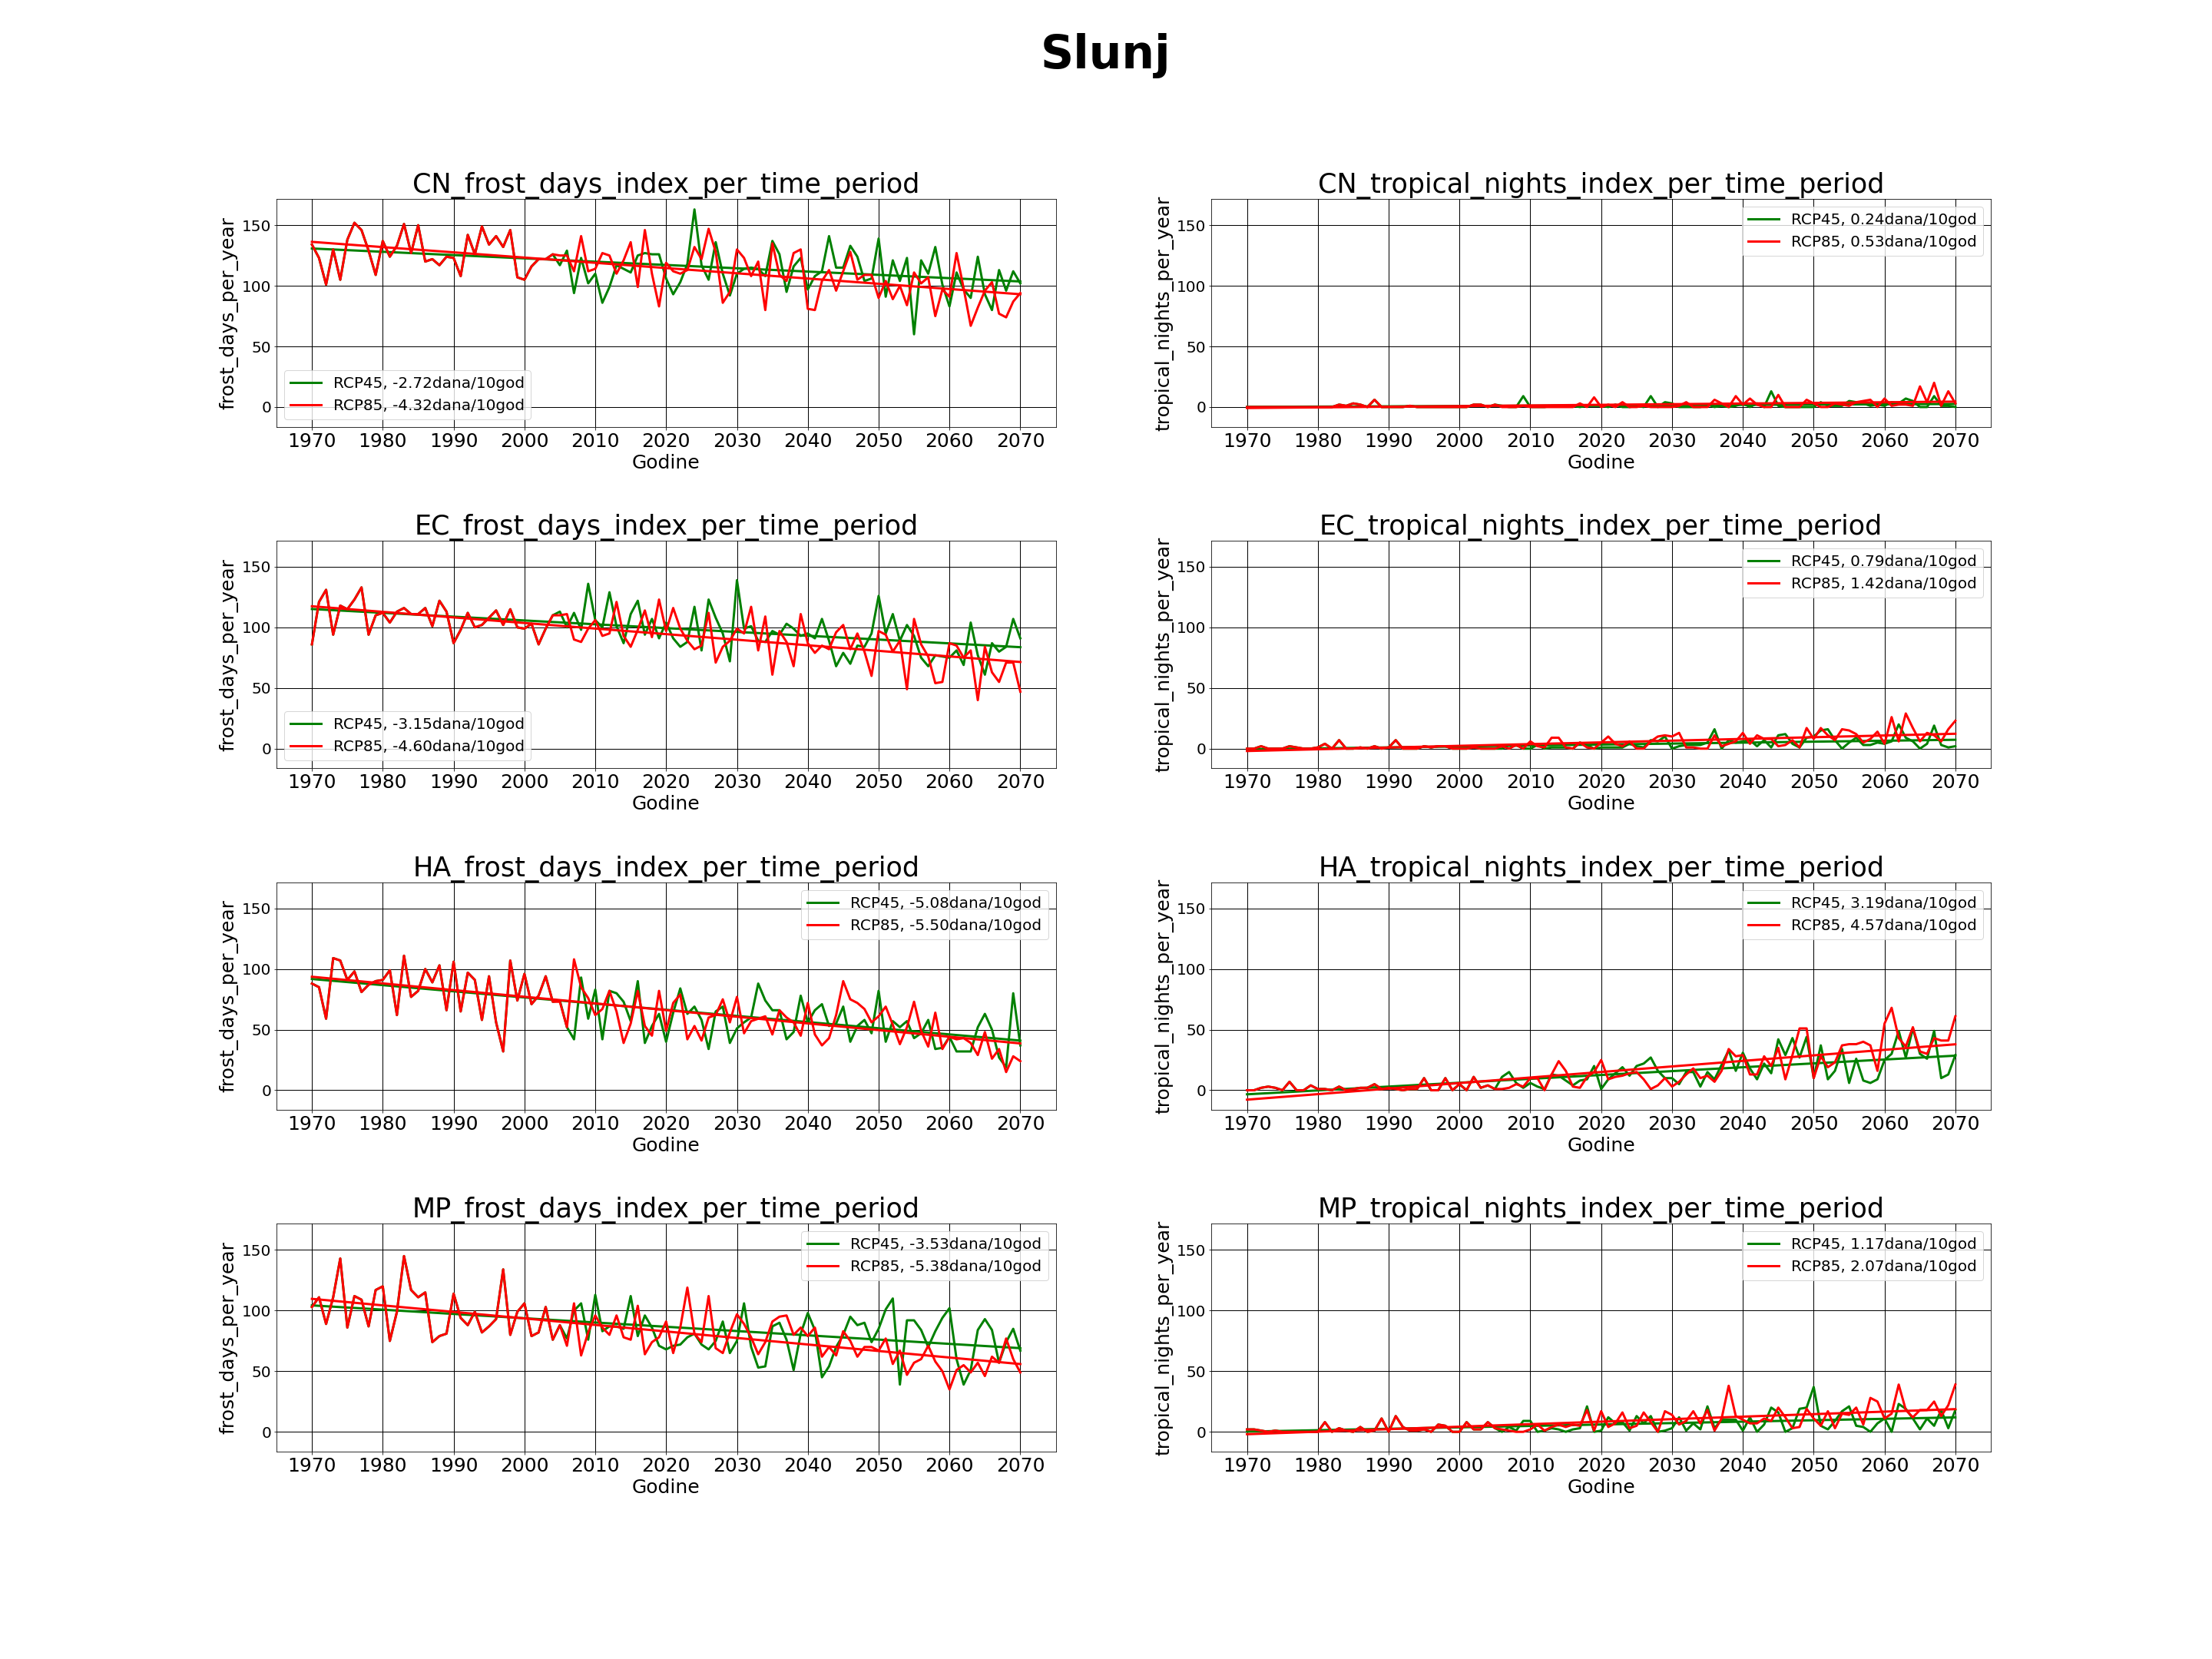 Slunj
CN_frost_days_index_per_time_period
frost_days_per_year
150
100
50
0
RCP45, -2.72dana/10god
RCP85, -4.32dana/10god
1970 1980 1990 2000 2010 2020 2030 2040 2050 2060 2070
Godine
CN_tropical_nights_index_per_time_period
tropical_nights_per_year
150
100
50
0
RCP45, 0.24dana/10god
RCP85, 0.53dana/10god
1970 1980 1990 2000 2010 2020 2030 2040 2050 2060 2070
Godine
EC_frost_days_index_per_time_period
frost_days_per_year
150
100
50
0
RCP45, -3.15dana/10god
RCP85, -4.60dana/10god
1970 1980 1990 2000 2010 2020 2030 2040 2050 2060 2070
Godine
EC_tropical_nights_index_per_time_period
tropical_nights_per_year
150
100
50
0
RCP45, 0.79dana/10god
RCP85, 1.42dana/10god
1970 1980 1990 2000 2010 2020 2030 2040 2050 2060 2070
Godine
HA_frost_days_index_per_time_period
frost_days_per_year
150
100
50
0
RCP45, -5.08dana/10god
RCP85, -5.50dana/10god
1970 1980 1990 2000 2010 2020 2030 2040 2050 2060 2070
Godine
HA_tropical_nights_index_per_time_period
tropical_nights_per_year
150
100
50
0
RCP45, 3.19dana/10god
RCP85, 4.57dana/10god
1970 1980 1990 2000 2010 2020 2030 2040 2050 2060 2070
Godine
MP_frost_days_index_per_time_period
frost_days_per_year
150
100
50
0
RCP45, -3.53dana/10god
RCP85, -5.38dana/10god
1970 1980 1990 2000 2010 2020 2030 2040 2050 2060 2070
Godine
MP_tropical_nights_index_per_time_period
tropical_nights_per_year
150
100
50
0
RCP45, 1.17dana/10god
RCP85, 2.07dana/10god
1970 1980 1990 2000 2010 2020 2030 2040 2050 2060 2070
Godine